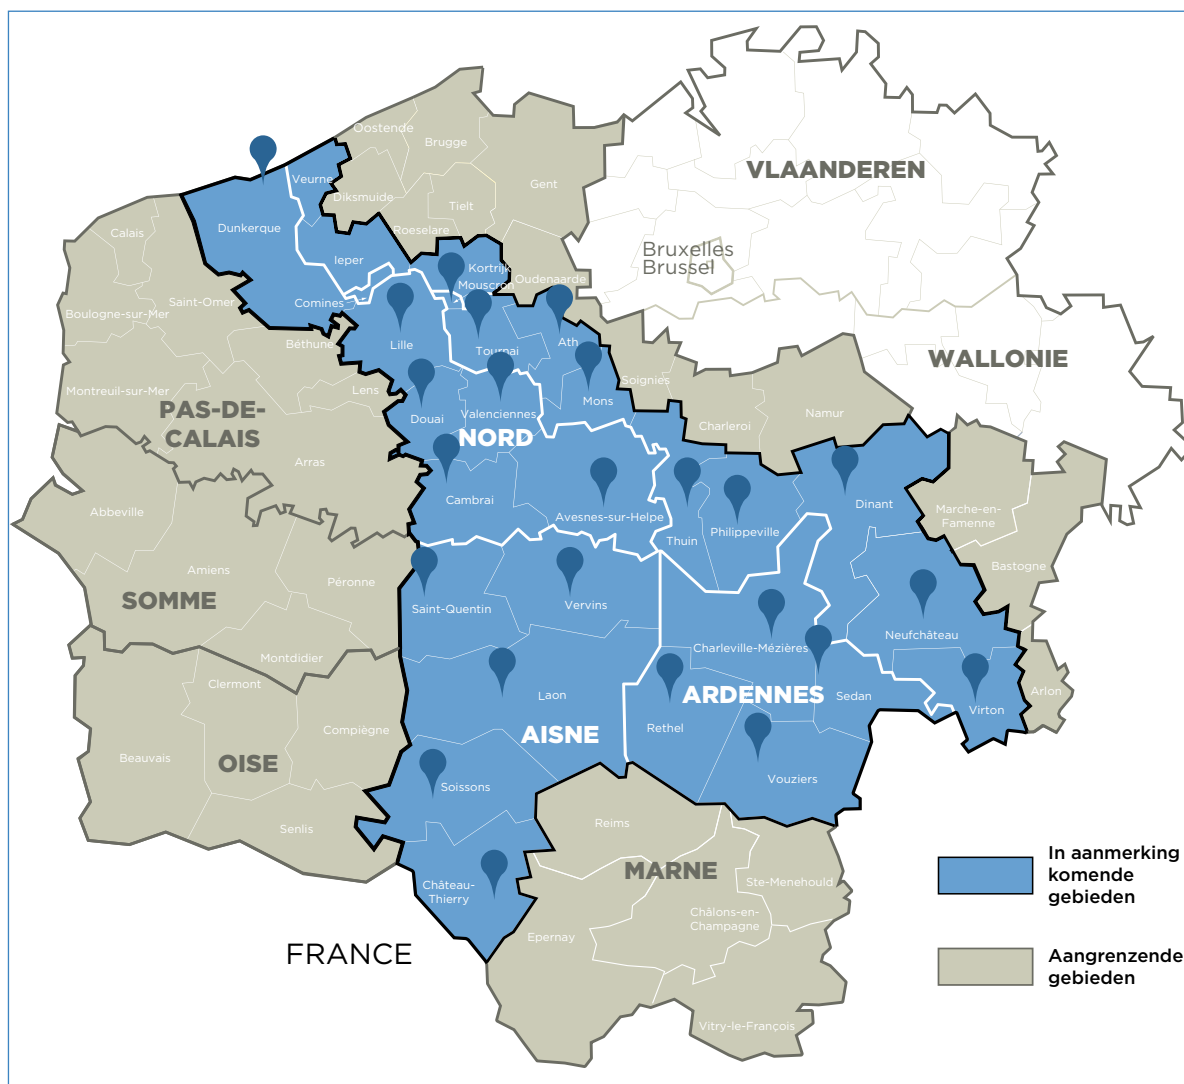 Oostende
Brugge
VLAANDEREN
Veurne
Diksmuide
Gent
Tielt
Dunkerque
Calais
Roeselare
Bruxelles
Brussel
Ieper
Kortrijk
Mouscron
Oudenaarde
Saint-Omer
Comines
Boulogne-sur-Mer
Béthune
Lille
Tournai
Ath
WALLONIE
Soignies
Montreuil-sur-Mer
Lens
Mons
PAS-DE-
CALAIS
Douai
Valenciennes
Namur
Charleroi
NORD
Arras
Cambrai
Dinant
Abbeville
Avesnes-sur-Helpe
Marche-en-
Famenne
Thuin
Philippeville
Amiens
Péronne
Bastogne
SOMME
Saint-Quentin
Vervins
Neufchâteau
Charleville-Mézières
Montdidier
Clermont
Laon
ARDENNES
Sedan
Arlon
Virton
Compiègne
Rethel
AISNE
Beauvais
OISE
Soissons
Vouziers
Senlis
Reims
MARNE
Château-
Thierry
Ste-Menehould
Châlons-en-
Champagne
Epernay
FRANCE
Vitry-le-François
In aanmerking
komende
gebieden
Aangrenzende
gebieden